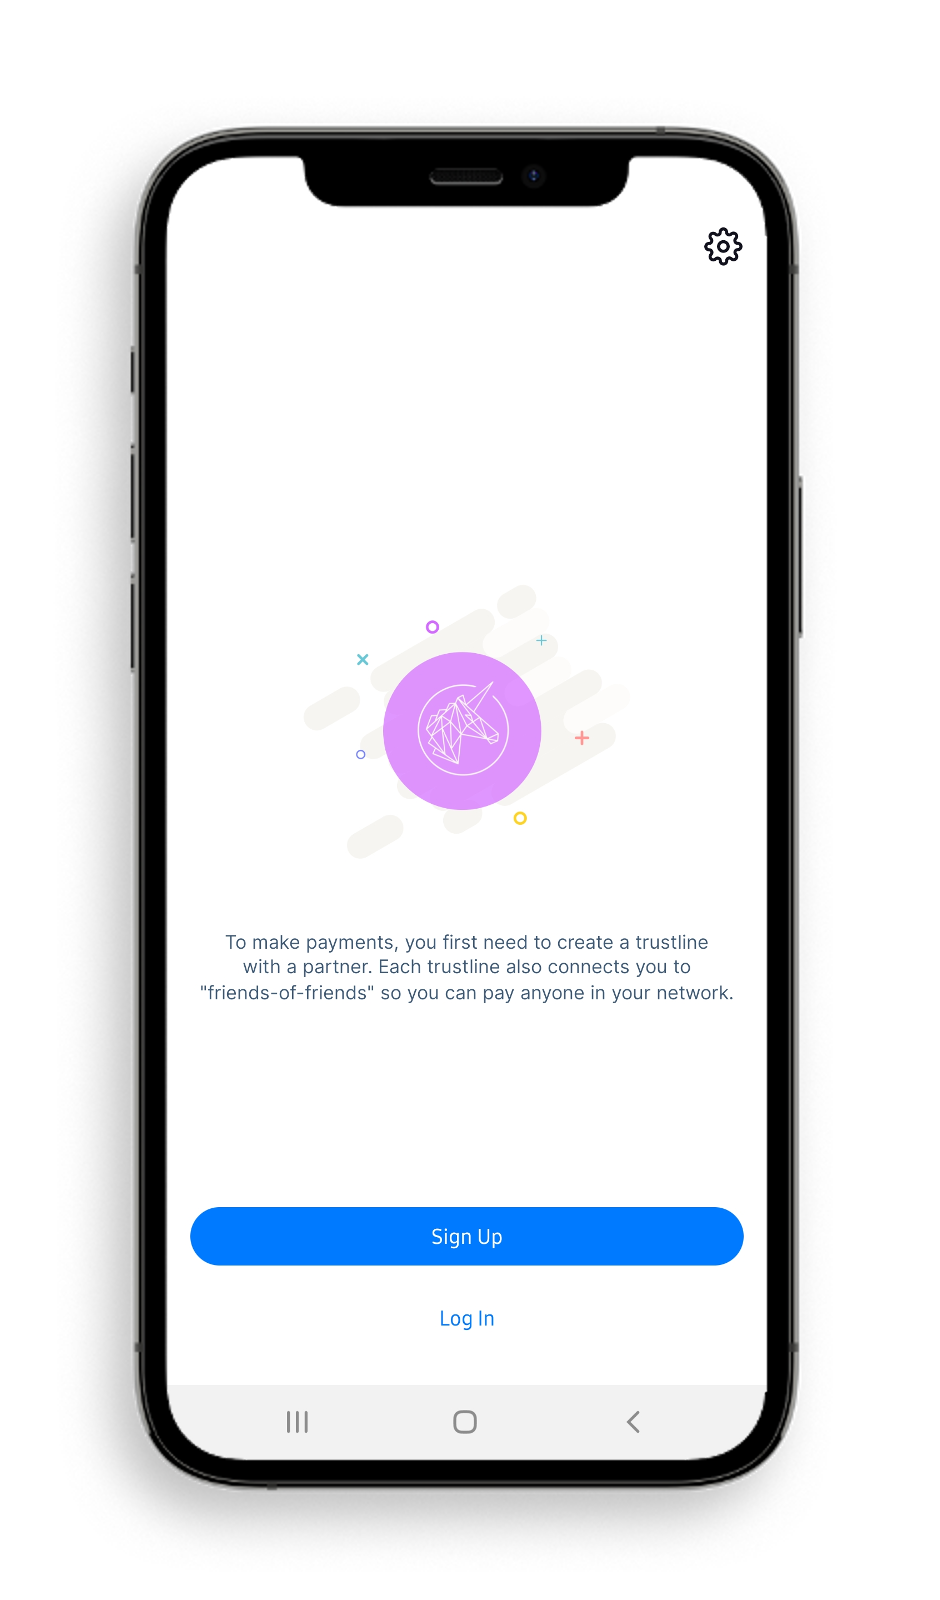 To make payments, you first need to create a trustline
with a partner. Each trustline also connects you to
"friends-of-friends" so you can pay anyone in your network.
Sign Up
Log In